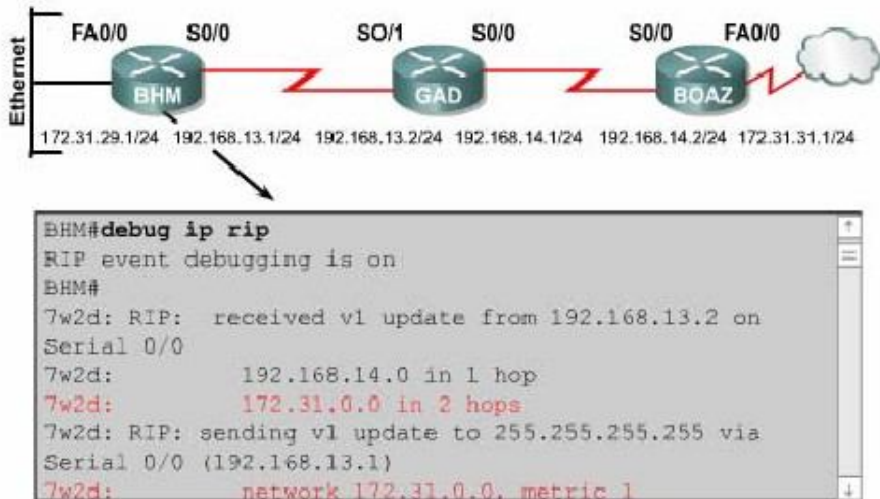 FA0/0 S0/0 SO/1 S0/0 S0/0 FA0/0
Ethernet
BHM GAD BOAZ
172.31.29.1/24 192.168.13.1/24 192.168.13.2/24 192.168.14.1/24 192.168.14.2/24 172.31.31.1/24
BHM#debug ip rip
RIP event debugging is on
BHM#
7w2d: RIP: received v1 update from 192.168.13.2 on
Serial 0/0
7w2d: 192.168.14.0 in 1 hop
7w2d: 172.31.0.0 in 2 hops
7w2d: RIP: sending v1 update to 255.255.255.255 via
Serial 0/0 (192.168.13.1)
7w2d: network 172.31.0.0, metric 1